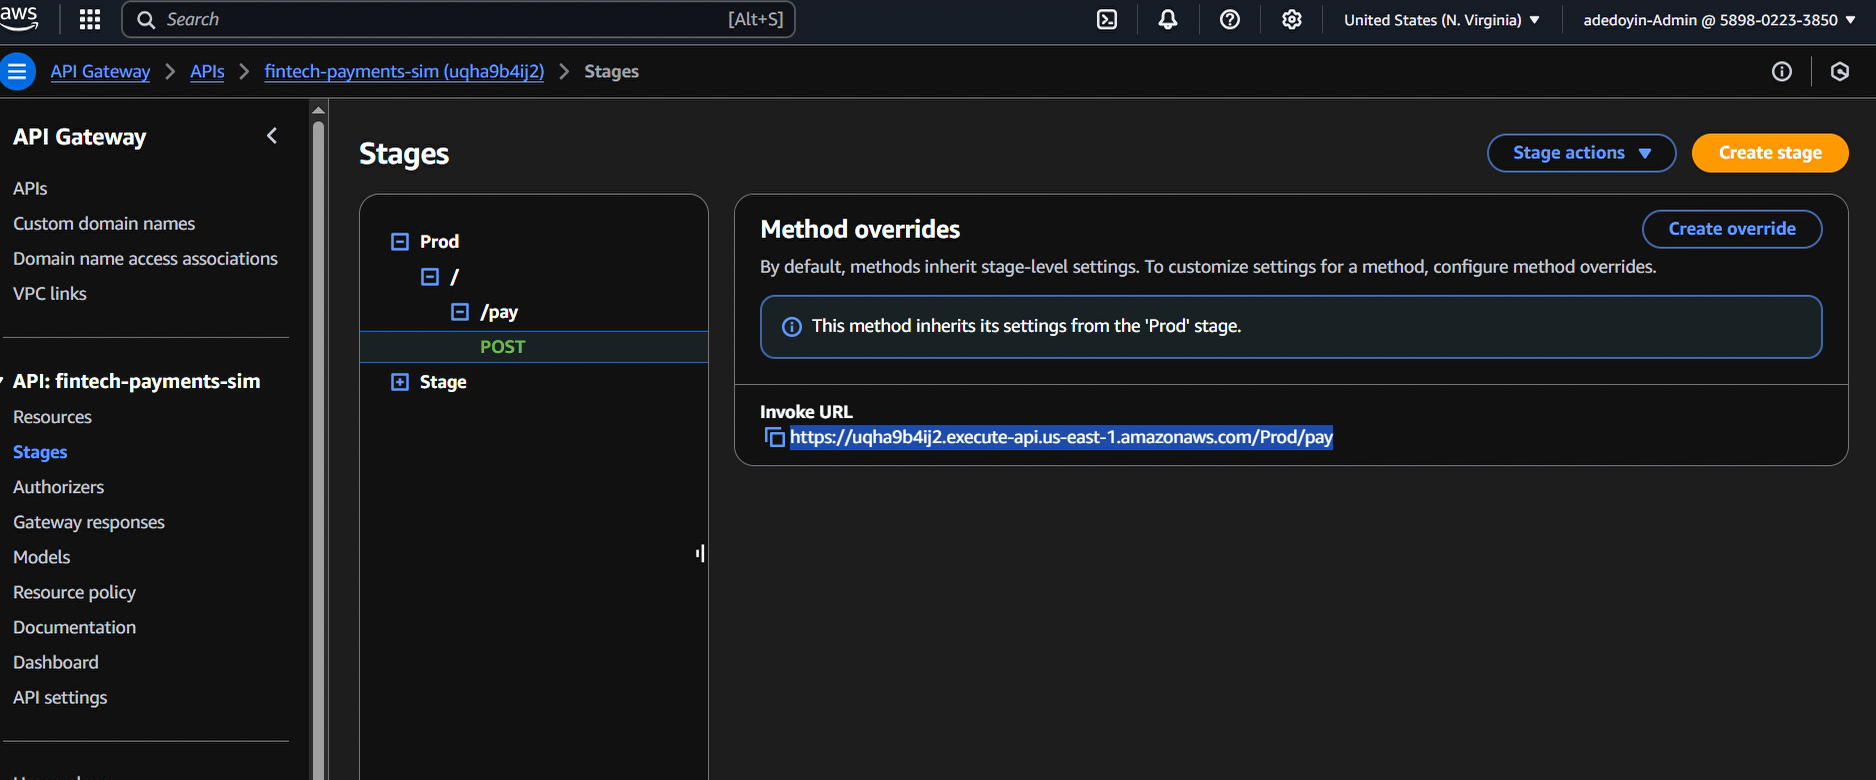 aws
Search [Alt+S]
United States (N. Virginia) ▼
adedoyin-Admin @ 5898-0223-3850 ▼
API Gateway > APIs > fintech-payments-sim (uqha9b4ij2) > Stages
API Gateway
APIs
Custom domain names
Domain name access associations
VPC links
API: fintech-payments-sim
Resources
Stages
Authorizers
Gateway responses
Models
Resource policy
Documentation
Dashboard
API settings
Stages
Stage actions ▼
Create stage
Prod
/
/pay
POST
Stage
Method overrides
Create override
By default, methods inherit stage-level settings. To customize settings for a method, configure method overrides.
This method inherits its settings from the 'Prod' stage.
Invoke URL
https://uqha9b4ij2.execute-api.us-east-1.amazonaws.com/Prod/pay